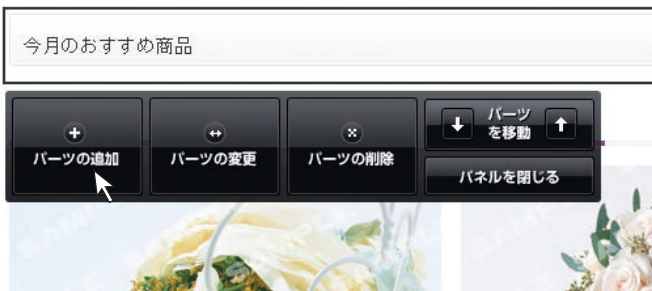 今月のおすすめ商品
パーツの追加
パーツの変更
パーツの削除
パーツ
を移動
パネルを閉じる